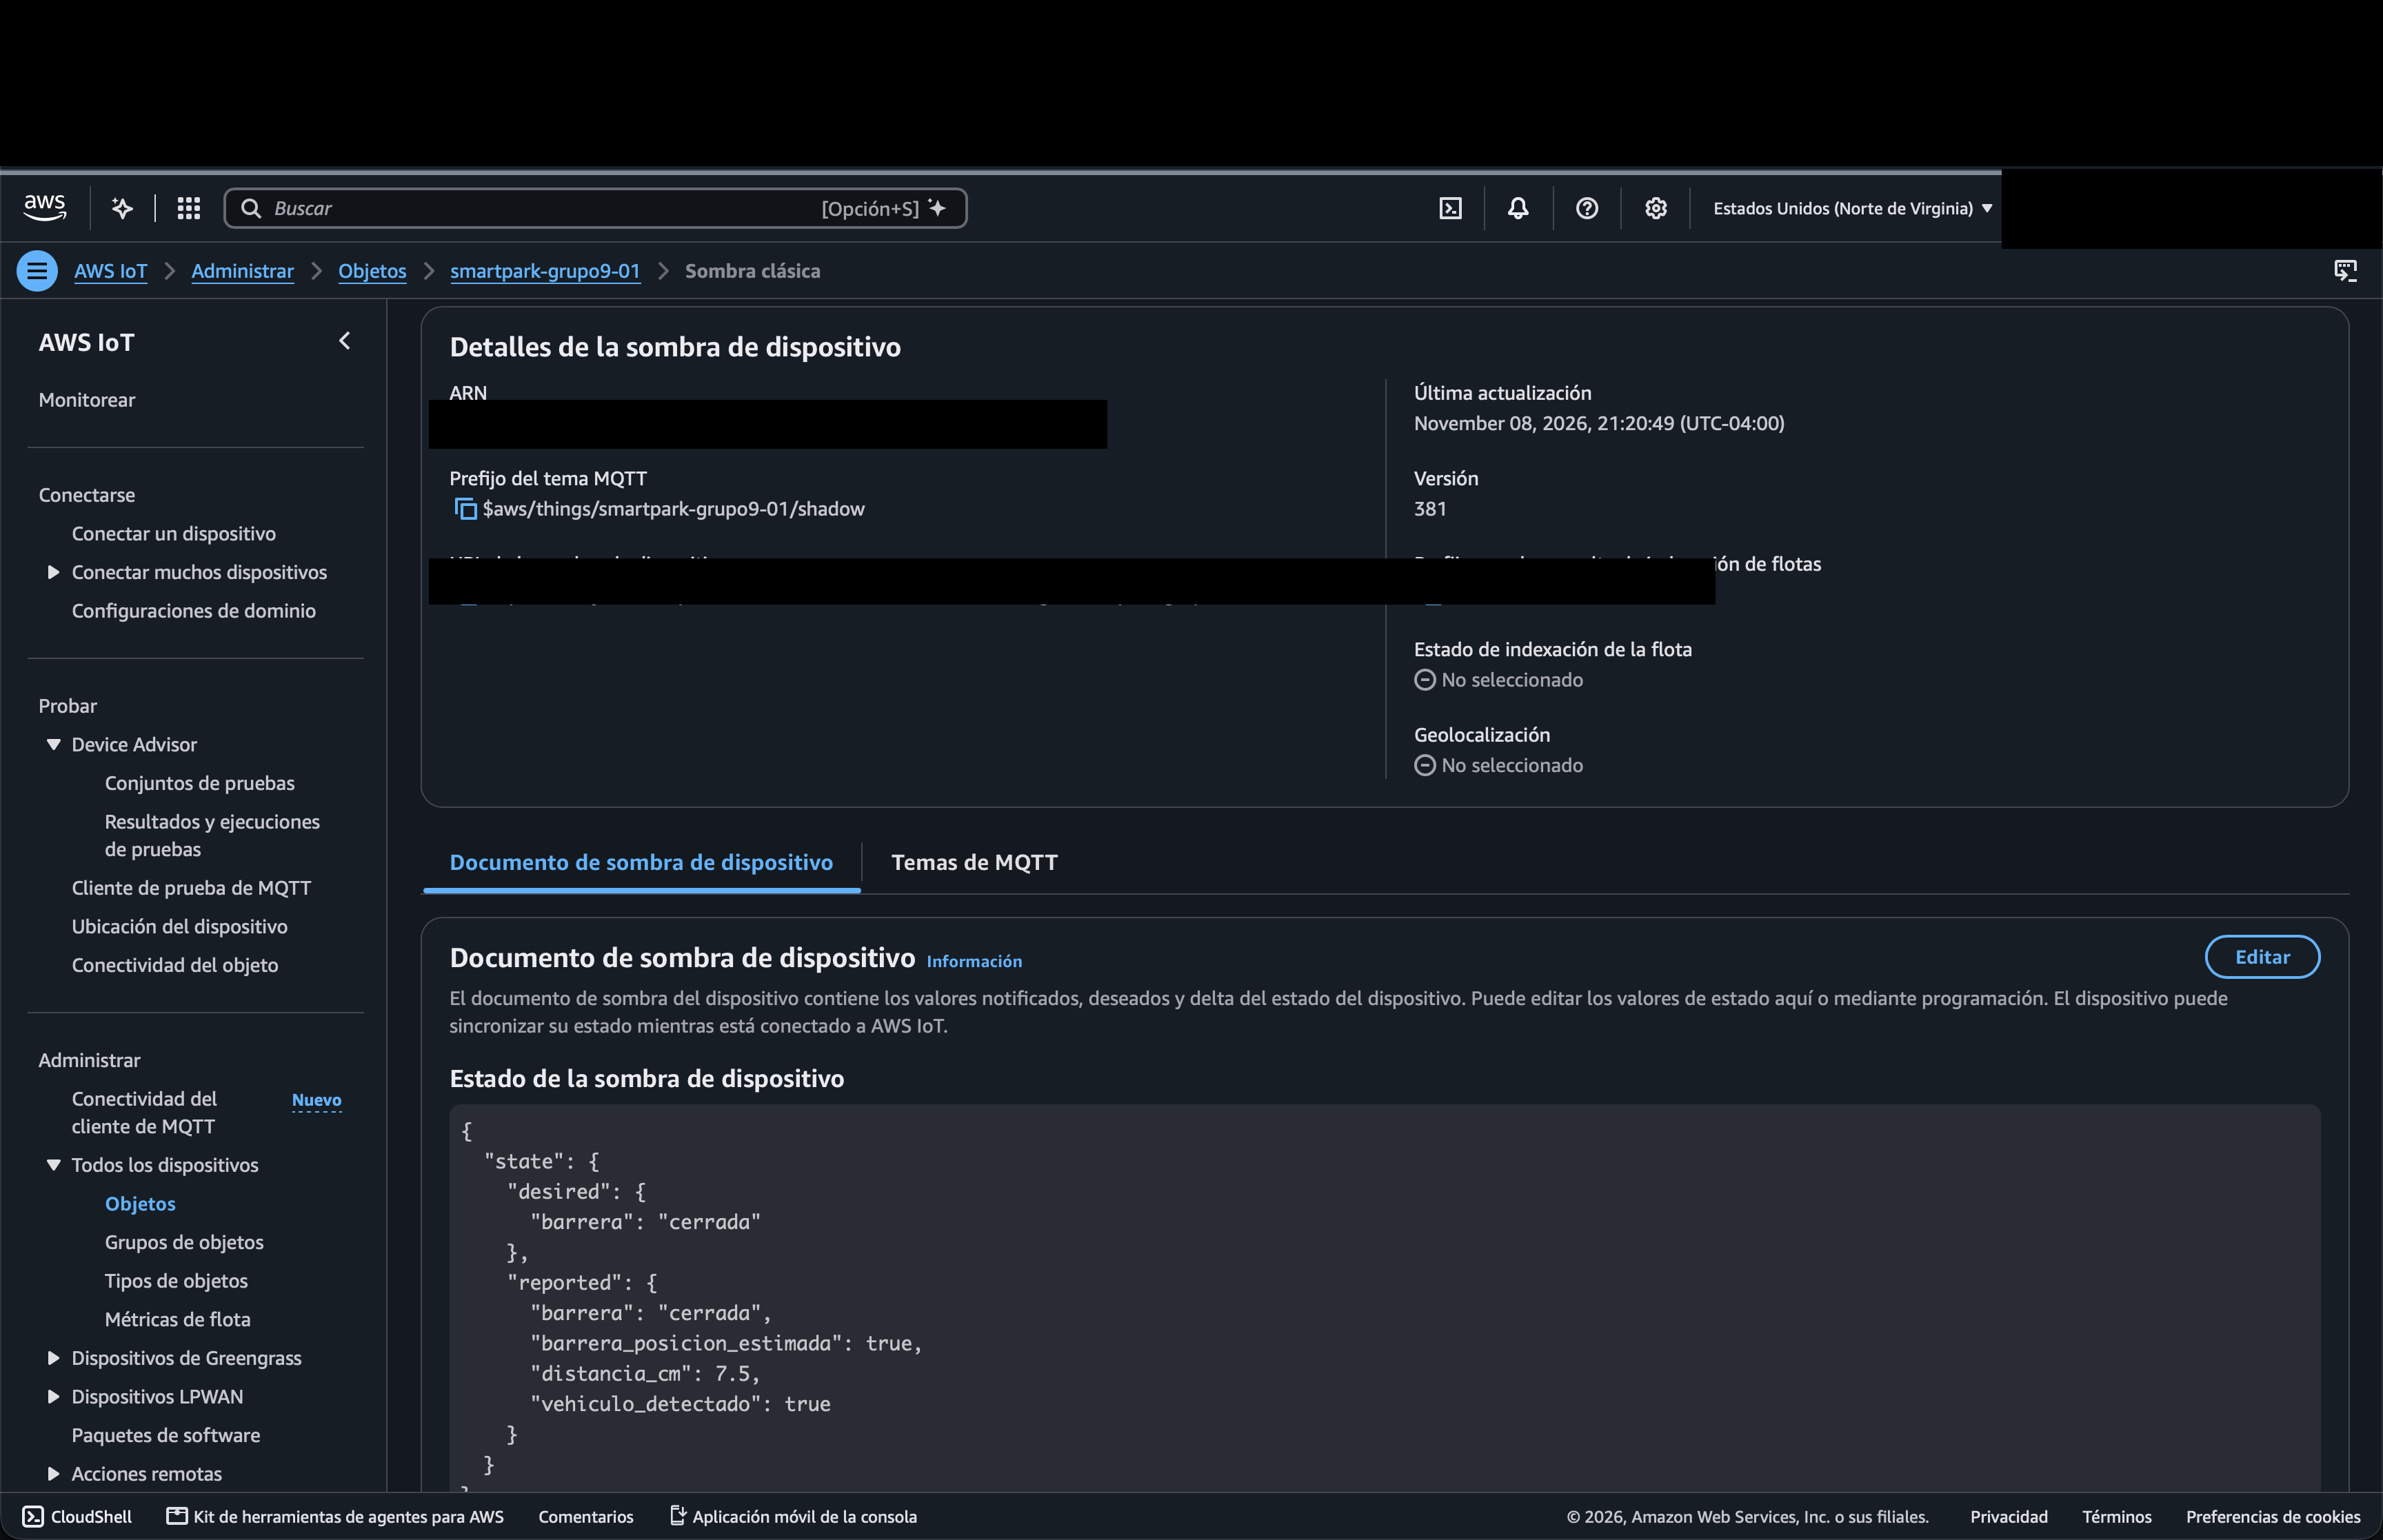 aws
Buscar [Opción+S]
Estados Unidos (Norte de Virginia)
AWS IoT > Administrar > Objetos > smartpark-grupo9-01 > Sombra clásica
AWS IoT
Monitorear
Conectarse
Conectar un dispositivo
Conectar muchos dispositivos
Configuraciones de dominio
Probar
Device Advisor
Conjuntos de pruebas
Resultados y ejecuciones
de pruebas
Cliente de prueba de MQTT
Ubicación del dispositivo
Conectividad del objeto
Administrar
Conectividad del Nuevo
cliente de MQTT
Todos los dispositivos
Objetos
Grupos de objetos
Tipos de objetos
Métricas de flota
Dispositivos de Greengrass
Dispositivos LPWAN
Paquetes de software
Acciones remotas
Detalles de la sombra de dispositivo
ARN
Prefijo del tema MQTT
$aws/things/smartpark-grupo9-01/shadow
Última actualización
November 08, 2026, 21:20:49 (UTC-04:00)
Versión
381
de flotas
Estado de indexación de la flota
No seleccionado
Geolocalización
No seleccionado
Documento de sombra de dispositivo
Temas de MQTT
Documento de sombra de dispositivo Información
Editar
El documento de sombra del dispositivo contiene los valores notificados, deseados y delta del estado del dispositivo. Puede editar los valores de estado aquí o mediante programación. El dispositivo puede
sincronizar su estado mientras está conectado a AWS IoT.
Estado de la sombra de dispositivo
{
"state": {
"desired": {
"barrera": "cerrada"
},
"reported": {
"barrera": "cerrada",
"barrera_posicion_estimada": true,
"distancia_cm": 7.5,
"vehiculo_detectado": true
}
}
CloudShell
Kit de herramientas de agentes para AWS
Comentarios
Aplicación móvil de la consola
© 2026, Amazon Web Services, Inc. o sus filiales.
Privacidad
Términos
Preferencias de cookies